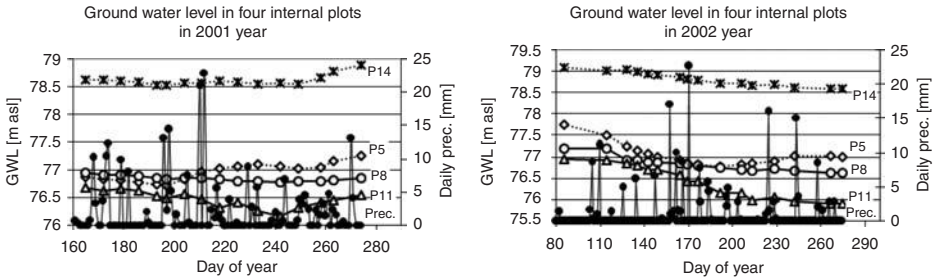 Ground water level in four internal plots
in 2001 year
GWL [m asl]
79
78.5
78
77.5
77
76.5
76
25
20
15
10
5
0
Daily prec. [mm]
P14
P5
P8
P11
Prec.
160 180 200 220 240 260 280
Day of year
Ground water level in four internal plots
in 2002 year
GWL [m asl]
79.5
79
78.5
78
77.5
77
76.5
76
75.5
25
20
15
10
5
0
Daily prec. [mm]
P14
P5
P8
P11
Prec.
80 110 140 170 200 230 260 290
Day of year